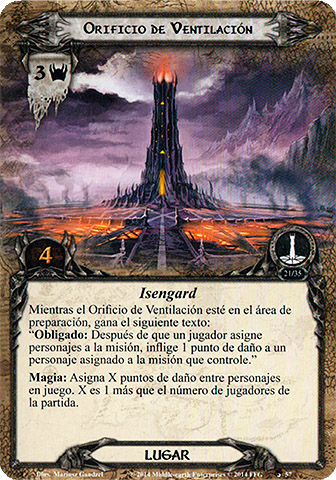 Orificio de Ventilación
3
4
21/35
Isengard
Mientras el Orificio de Ventilación esté en el área de
preparación, gana el siguiente texto:
“Obligado: Después de que un jugador asigne
personajes a la misión, inflige 1 punto de daño a un
personaje asignado a la misión que controle.”
Magia: Asigna X puntos de daño entre personajes
en juego. X es 1 más que el número de jugadores de
la partida.
LUGAR
Ilus. Mariusz Gandzel
© 2014 Middle-earth Enterprises © 2014 FFG
57